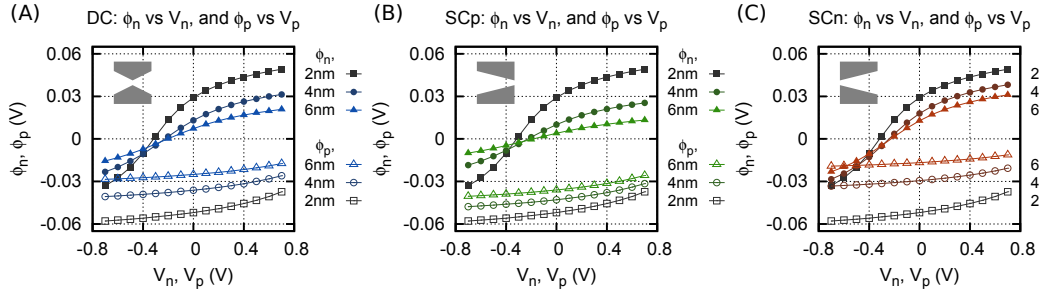 (A) DC: ϕn vs Vn, and ϕp vs Vp
(B) SCp: ϕn vs Vn, and ϕp vs Vp
(C) SCn: ϕn vs Vn, and ϕp vs Vp
ϕn, ϕp (V)
0.06
0.03
0
-0.03
-0.06
-0.8 -0.4 0 0.4 0.8
Vn, Vp (V)
ϕn,
2nm
4nm
6nm
ϕp,
6nm
4nm
2nm
ϕn, ϕp (V)
0.06
0.03
0
-0.03
-0.06
-0.8 -0.4 0 0.4 0.8
Vn, Vp (V)
ϕn,
2nm
4nm
6nm
ϕp,
6nm
4nm
2nm
ϕn, ϕp (V)
0.06
0.03
0
-0.03
-0.06
-0.8 -0.4 0 0.4 0.8
Vn, Vp (V)
2
4
6
6
4
2